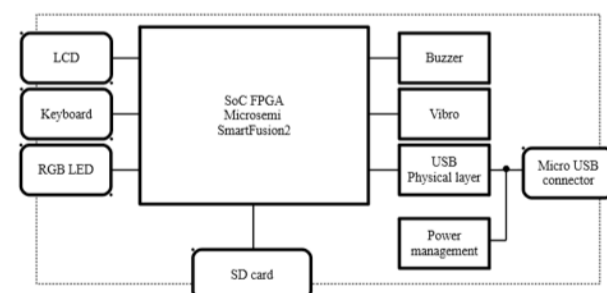 LCD
Keyboard
RGB LED
SoC FPGA
Microsemi
SmartFusion2
Buzzer
Vibro
USB
Physical layer
Micro USB
connector
Power
management
SD card